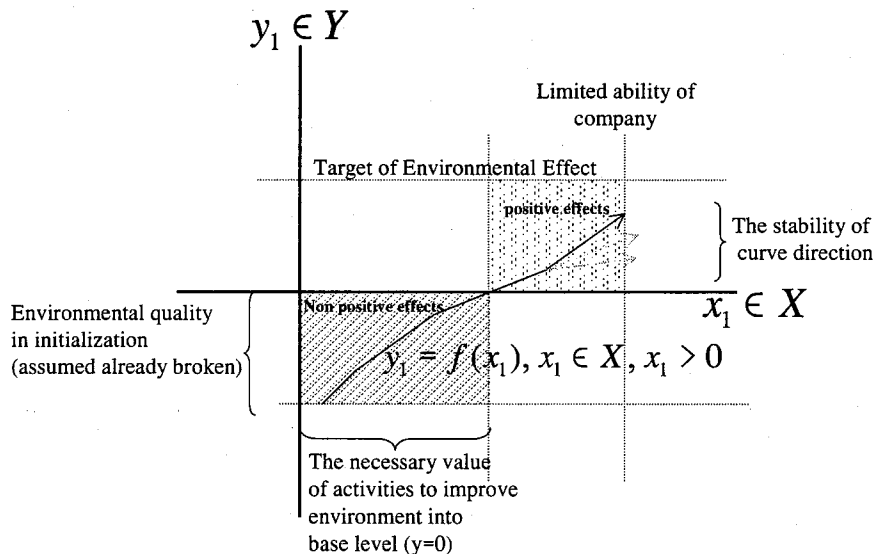 y₁ ∈ Y
Limited ability of
company
Target of Environmental Effect
positive effects
The stability of
curve direction
Non positive effects
x₁ ∈ X
Environmental quality
in initialization
(assumed already broken)
y₁ = f(x₁), x₁ ∈ X, x₁ > 0
The necessary value
of activities to improve
environment into
base level (y=0)